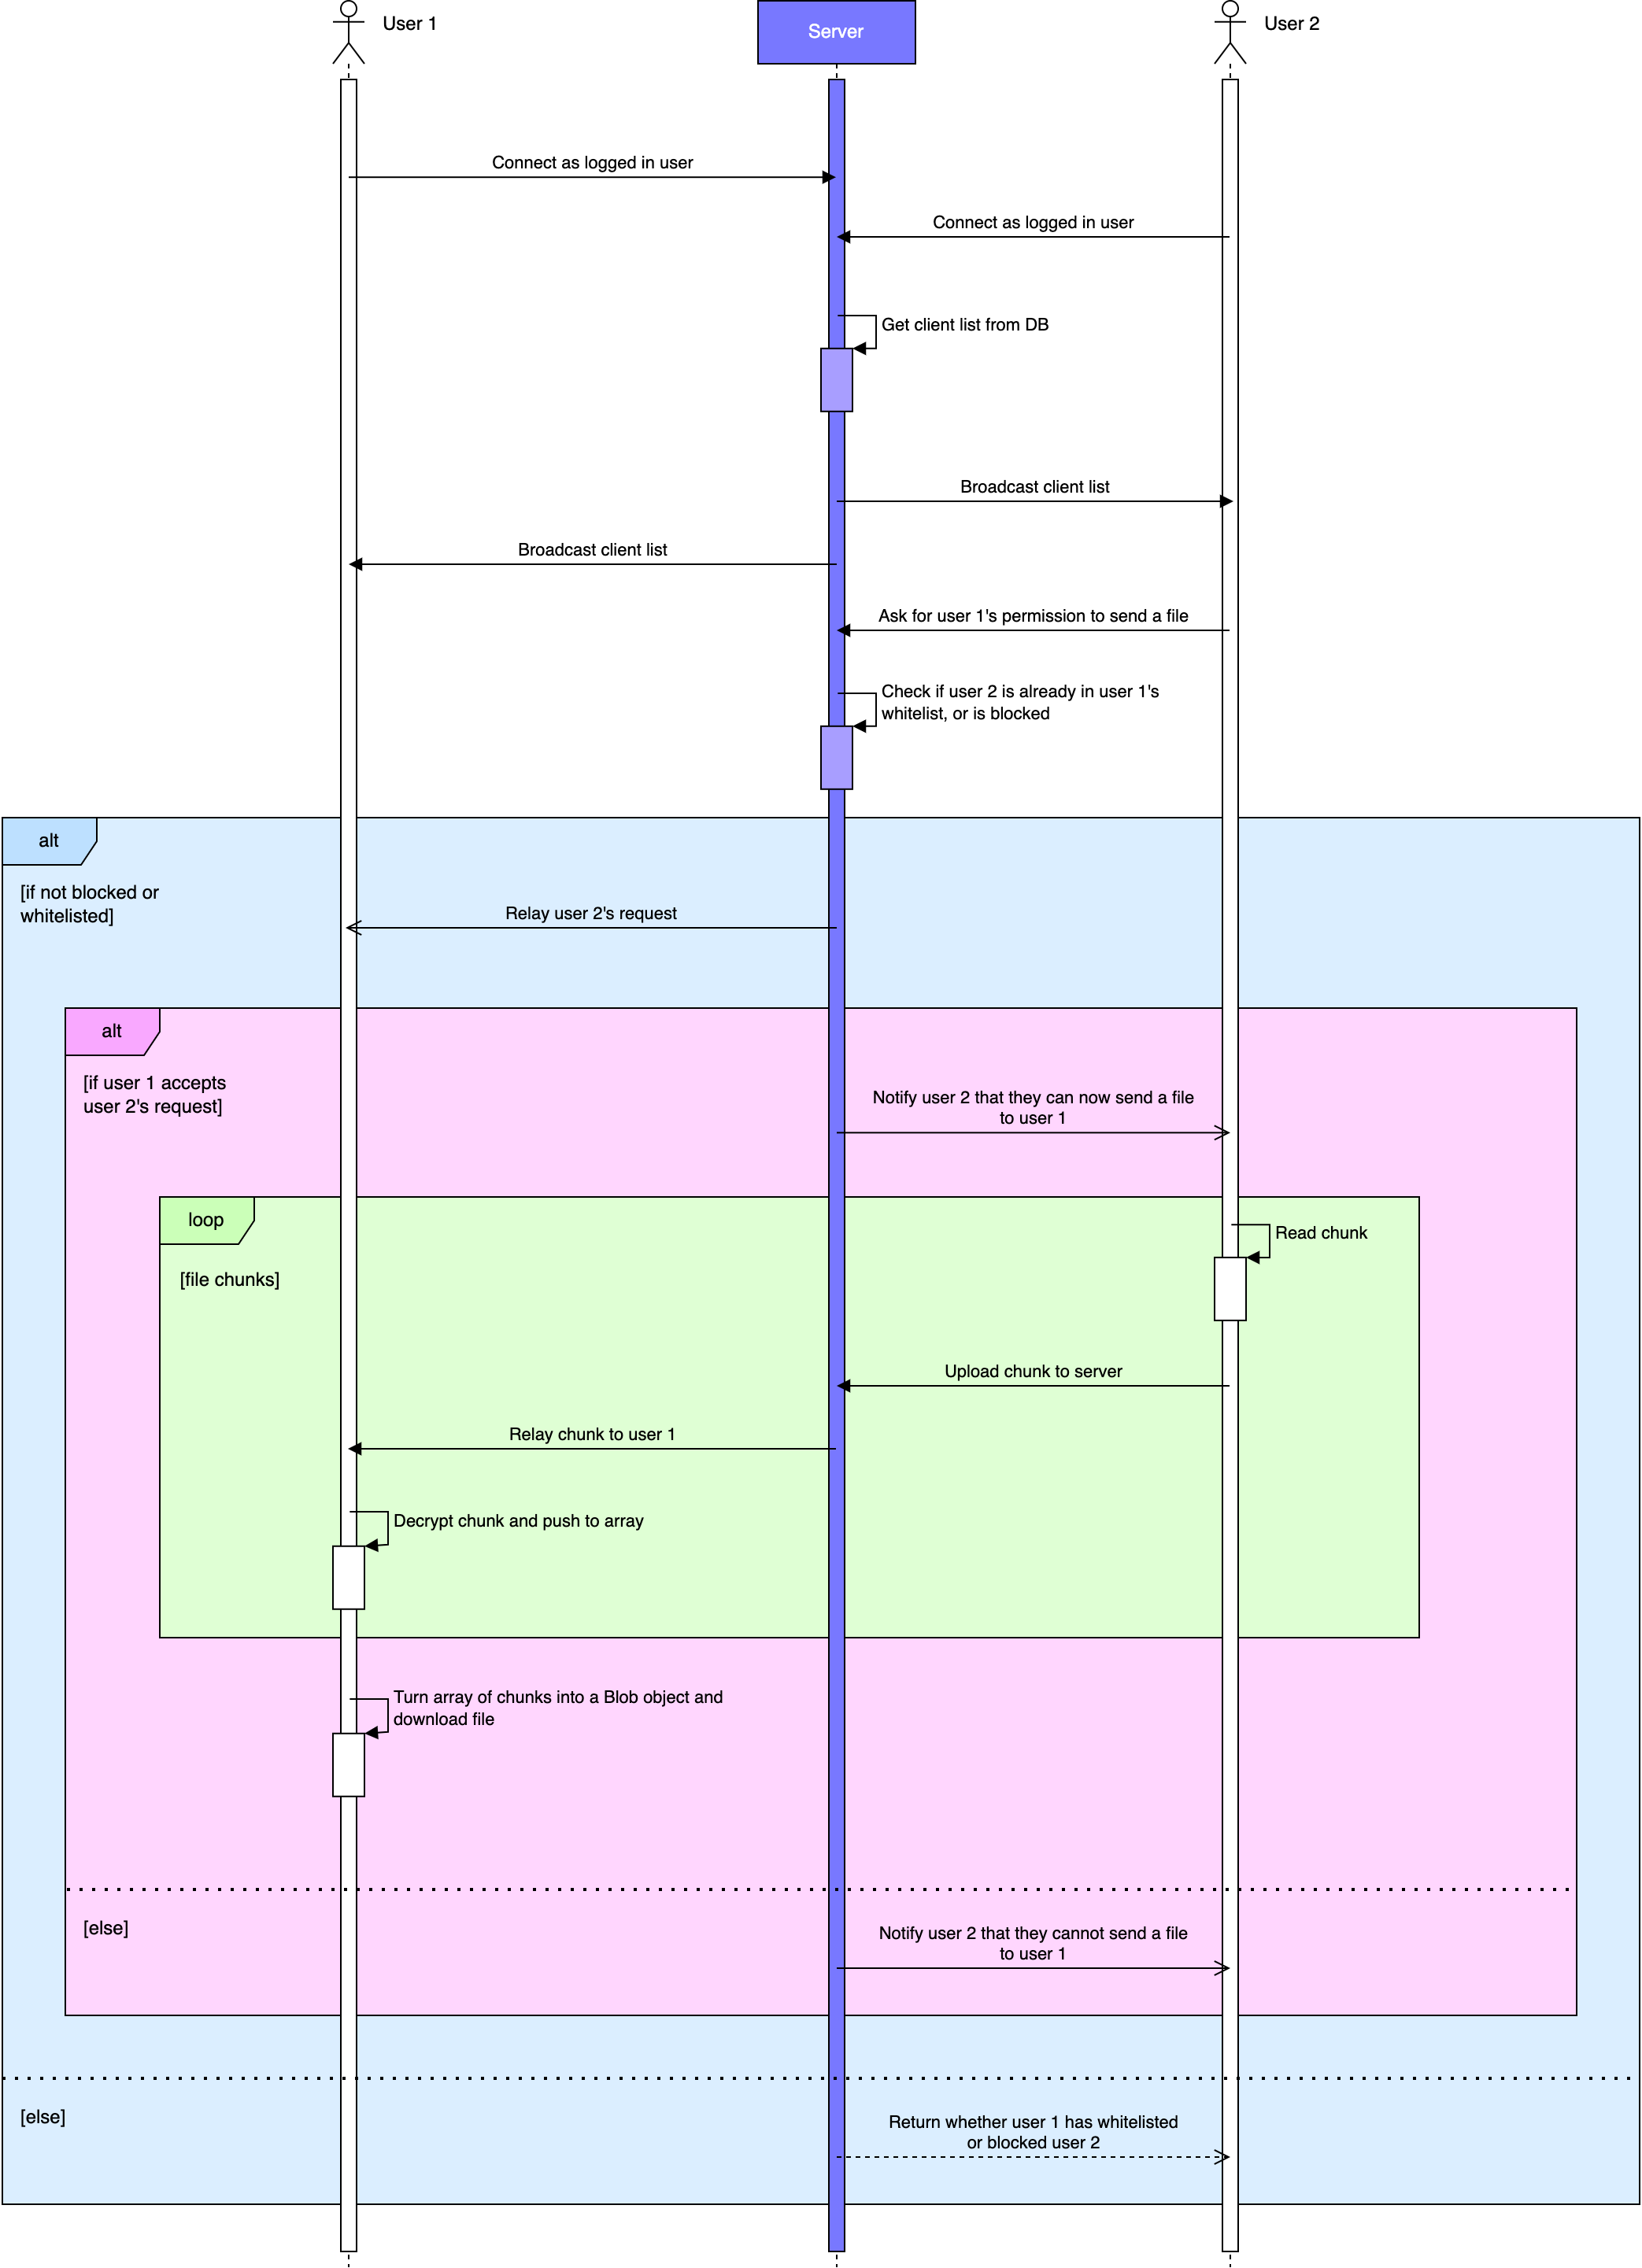 User 1
Server
User 2
Connect as logged in user
Connect as logged in user
Get client list from DB
Broadcast client list
Broadcast client list
Ask for user 1's permission to send a file
Check if user 2 is already in user 1's
whitelist, or is blocked
alt
[if not blocked or
whitelisted]
Relay user 2's request
alt
[if user 1 accepts
user 2's request]
Notify user 2 that they can now send a file
to user 1
loop
Read chunk
[file chunks]
Upload chunk to server
Relay chunk to user 1
Decrypt chunk and push to array
Turn array of chunks into a Blob object and
download file
[else]
Notify user 2 that they cannot send a file
to user 1
[else]
Return whether user 1 has whitelisted
or blocked user 2